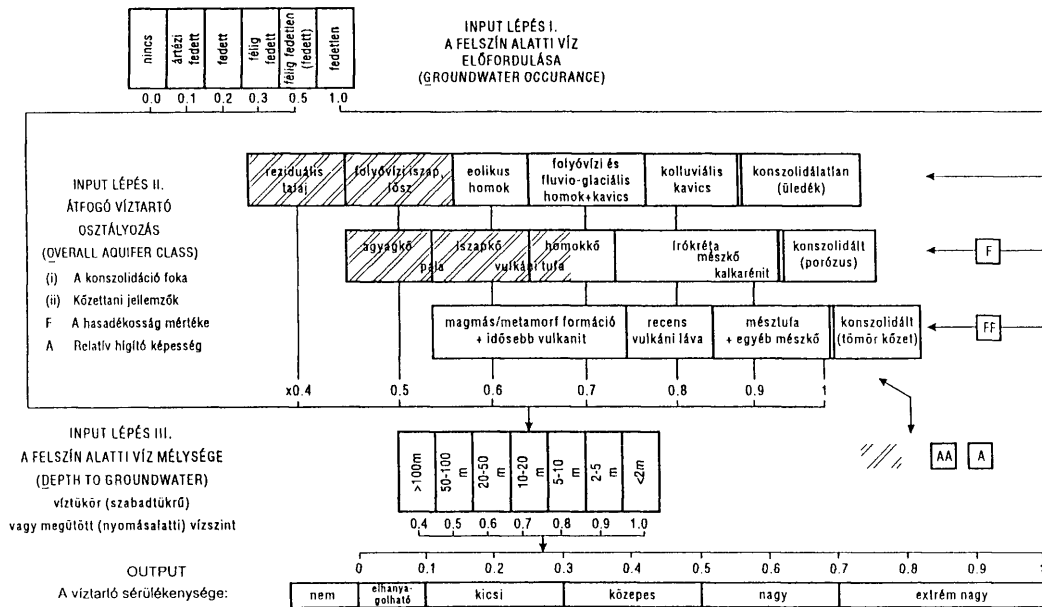 nincs
ártézi fedett
fedett
félig fedett
félig fedetlen (fedett)
fedetlen
0.0 0.1 0.2 0.3 0.5 1.0
INPUT LÉPÉS I.
A FELSZÍN ALATTI VÍZ
ELŐFORDULÁSA
(GROUNDWATER OCCURANCE)
INPUT LÉPÉS II.
ÁTFOGÓ VÍZTARTÓ
OSZTÁLYOZÁS
(OVERALL AQUIFER CLASS)
(i) A konszolidáció foka
(ii) Kőzettani jellemzők
F A hasadékosság mértéke
A Relatív hígító képesség
reziduális
talaj
folyóvízi iszap,
lösz
eolikus
homok
folyóvízi és
fluvio-glaciális
homok+kavics
kolluviális
kavics
konszolidálatlan
(üledék)
agyagkő
iszapkő
pala
homokkő
vulkáni tufa
írókréta
mészkő
kalkarénit
konszolidált
(porózus)
F
magmás/metamorf formáció
+ idősebb vulkanit
recens
vulkáni láva
mésztufa
+ egyéb mészkő
konszolidált
(tömör kőzet)
FF
x0.4 0.5 0.6 0.7 0.8 0.9 1
AA A
INPUT LÉPÉS III.
A FELSZÍN ALATTI VÍZ MÉLYSÉGE
(DEPTH TO GROUNDWATER)
víztükör (szabadtükrű)
vagy megütött (nyomásalatti) vízszint
>100m
50-100 m
20-50 m
10-20 m
5-10 m
2-5 m
<2m
0.4 0.5 0.6 0.7 0.8 0.9 1.0
0 0.1 0.2 0.3 0.4 0.5 0.6 0.7 0.8 0.9 1
OUTPUT
A víztartó sérülékenysége:
nem
elhanya-
golható
kicsi
közepes
nagy
extrém nagy